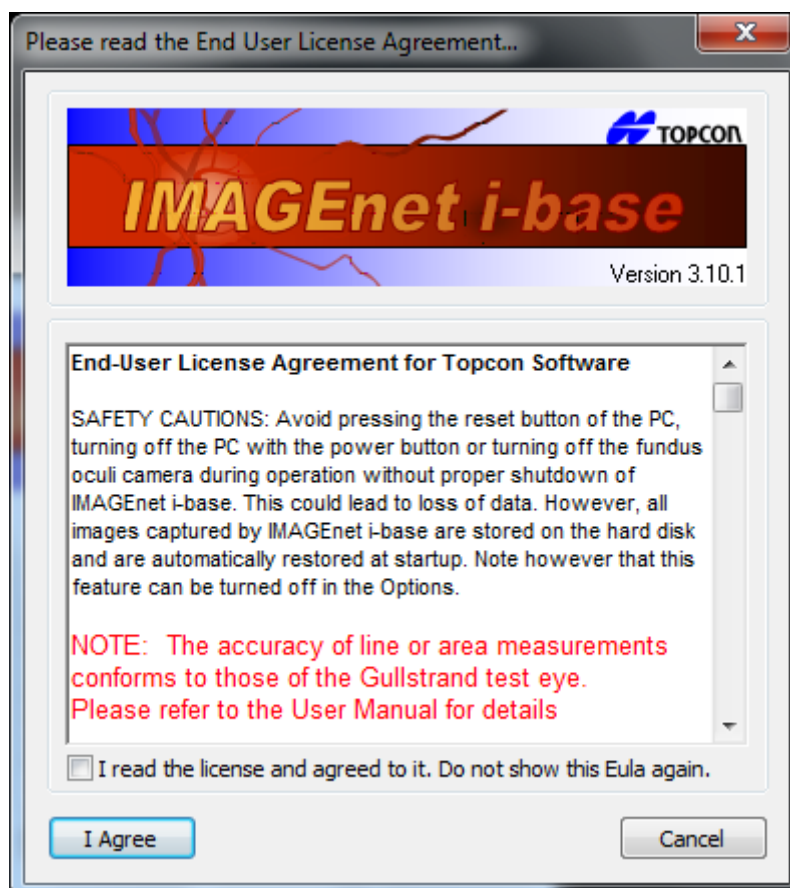 Please read the End User License Agreement...
TOPCON
IMAGEnet i-base
Version 3.10.1
End-User License Agreement for Topcon Software
SAFETY CAUTIONS: Avoid pressing the reset button of the PC,
turning off the PC with the power button or turning off the fundus
oculi camera during operation without proper shutdown of
IMAGEnet i-base. This could lead to loss of data. However, all
images captured by IMAGEnet i-base are stored on the hard disk
and are automatically restored at startup. Note however that this
feature can be turned off in the Options.
NOTE: The accuracy of line or area measurements
conforms to those of the Gullstrand test eye.
Please refer to the User Manual for details
I read the license and agreed to it. Do not show this Eula again.
I Agree
Cancel